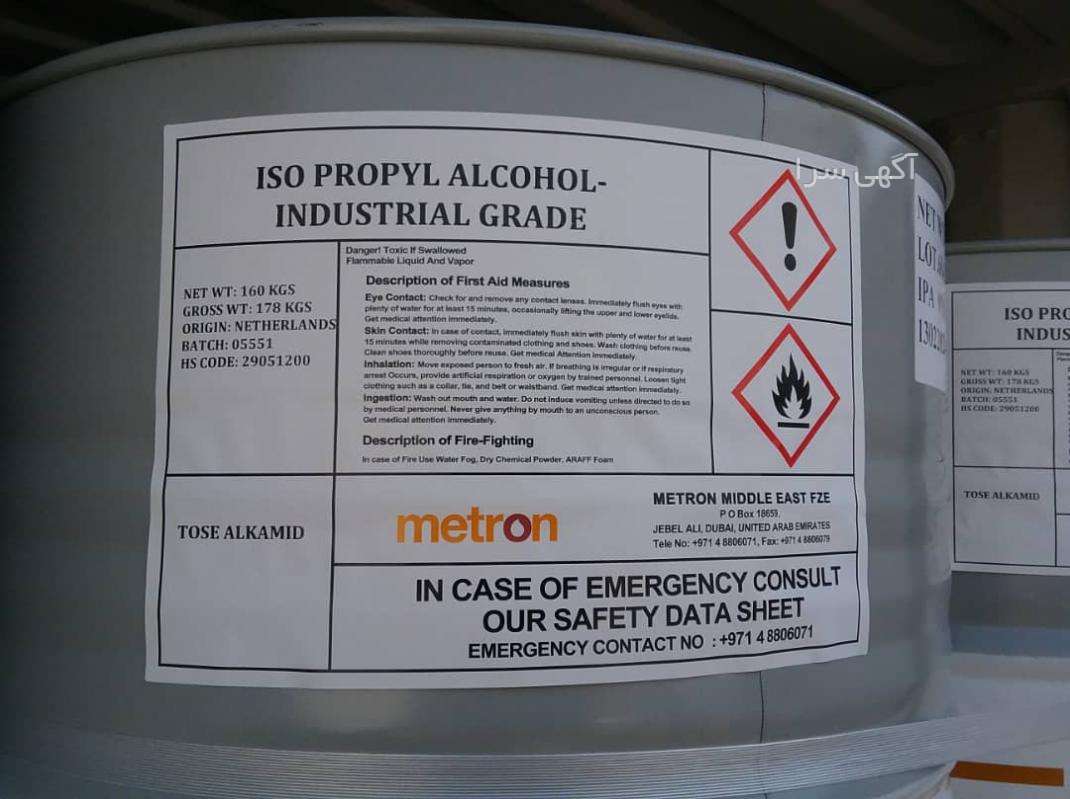 ISO PROPYL ALCOHOL-
INDUSTRIAL GRADE
NET WT: 160 KGS
GROSS WT: 178 KGS
ORIGIN: NETHERLANDS
BATCH: 05551
HS CODE: 29051200
Danger! Toxic If Swallowed
Flammable Liquid And Vapor
Description of First Aid Measures
Eye Contact: Check for and remove any contact lenses. Immediately flush eyes with
plenty of water for at least 15 minutes, occasionally lifting the upper and lower eyelids.
Get medical attention immediately.
Skin Contact: In case of contact, immediately flush skin with plenty of water for at least
15 minutes while removing contaminated clothing and shoes. Wash clothing before reuse.
Clean shoes thoroughly before reuse. Get medical Attention immediately.
Inhalation: Move exposed person to fresh air. If breathing is irregular or if respiratory
arrest Occurs, provide artificial respiration or oxygen by trained personnel. Loosen tight
clothing such as a collar, tie, and belt or waistband. Get medical attention immediately.
Ingestion: Wash out mouth and water. Do not induce vomiting unless directed to do so
by medical personnel. Never give anything by mouth to an unconscious person.
Get medical attention immediately.
Description of Fire-Fighting
In case of Fire Use Water Fog, Dry Chemical Powder, ARAFF Foam
TOSE ALKAMID
metron
METRON MIDDLE EAST FZE
P O Box 18659,
JEBEL ALI, DUBAI, UNITED ARAB EMIRATES
Tele No: +971 4 8806071, Fax: +971 4 8806079
IN CASE OF EMERGENCY CONSULT
OUR SAFETY DATA SHEET
EMERGENCY CONTACT NO : +971 4 8806071
آگهی سرا
NET
LOT
IPA
ISO PRO
INDUS
NET WT: 160 KGS
GROSS WT: 178 KGS
ORIGIN: NETHERLANDS
BATCH: 05551
HS CODE: 29051200
TOSE ALKAMID